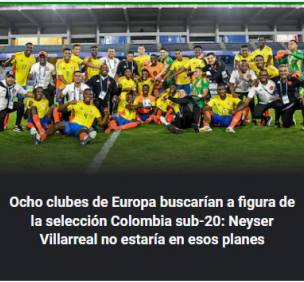 Ocho clubes de Europa buscarían a figura de
la selección Colombia sub-20: Neyser
Villarreal no estaría en esos planes